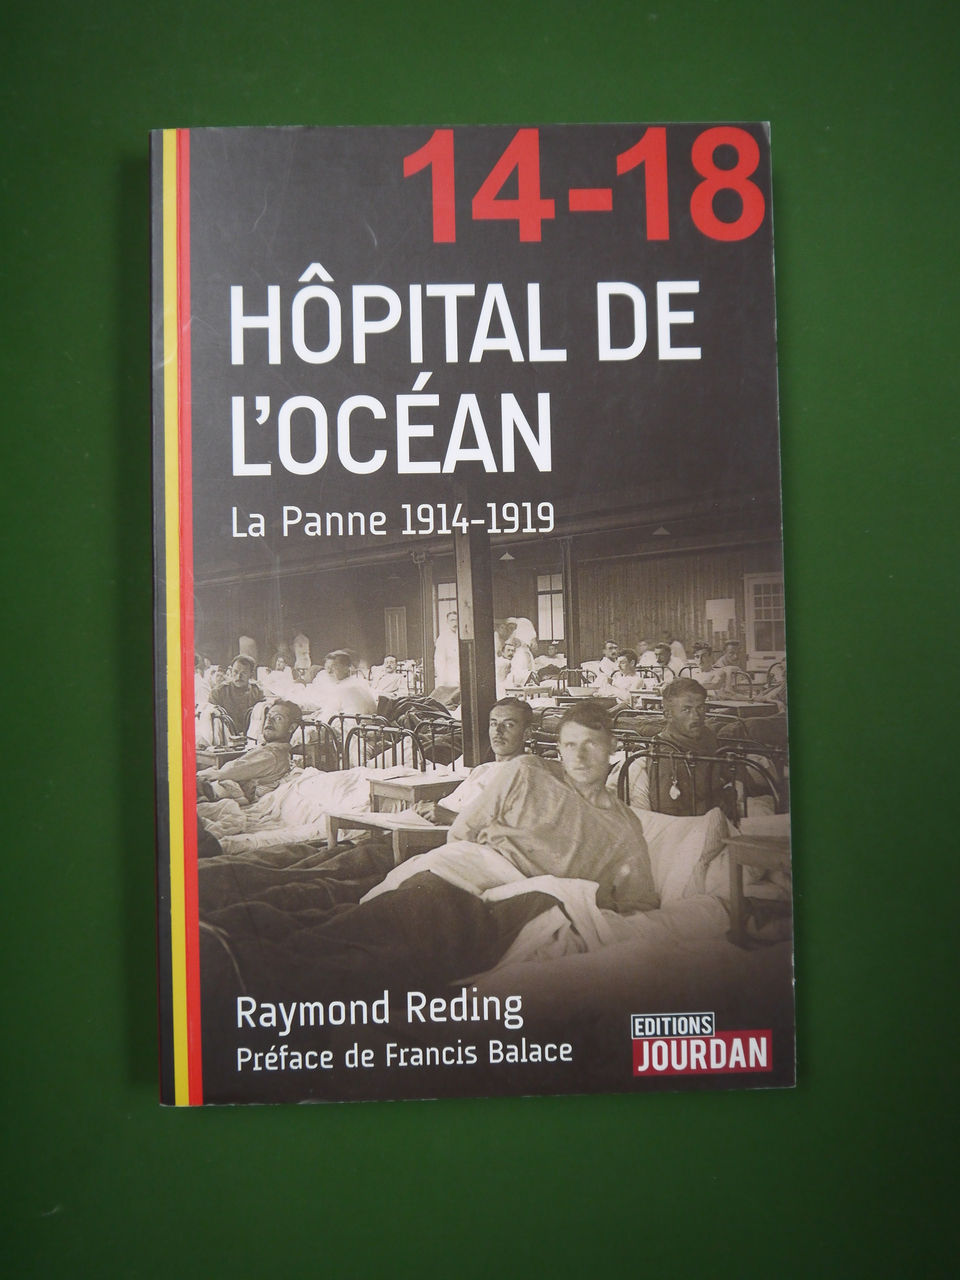 14-18
HÔPITAL DE
L'OCÉAN
La Panne 1914-1919
Raymond Reding
Préface de Francis Balace
EDITIONS
JOURDAN